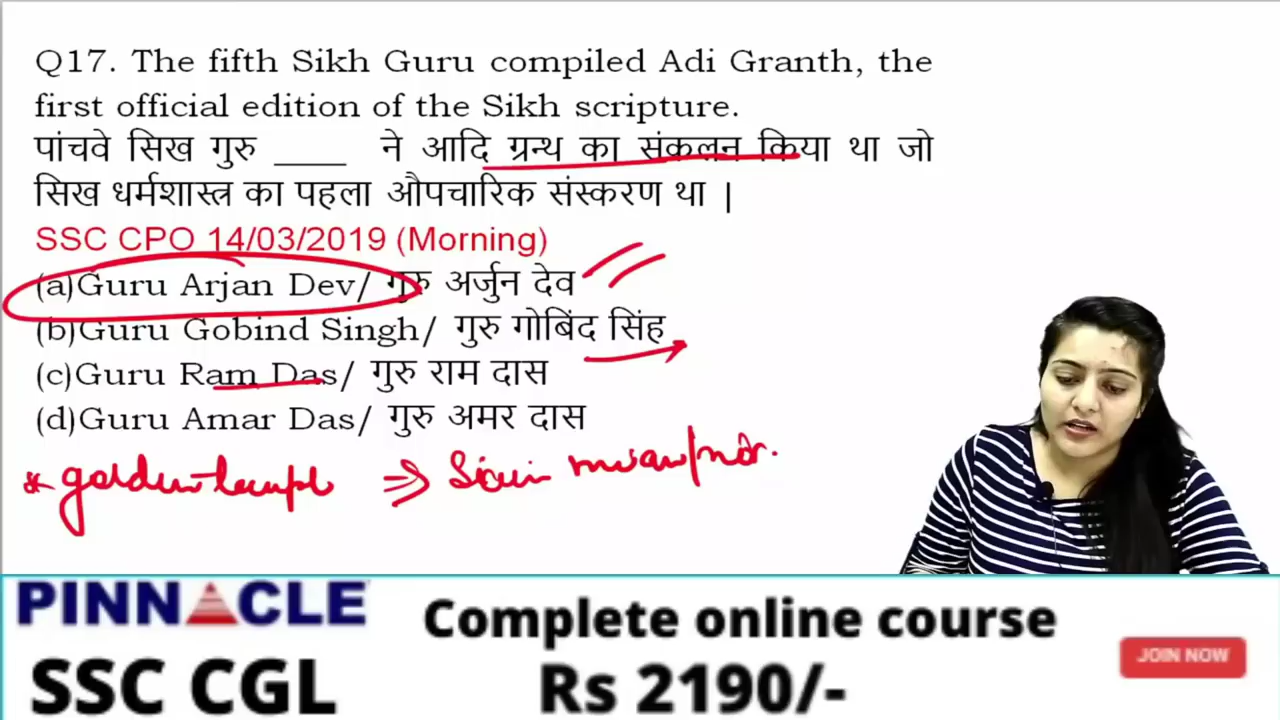 Q17. The fifth Sikh Guru compiled Adi Granth, the
first official edition of the Sikh scripture.
पांचवे सिख गुरु ____ ने आदि ग्रन्थ का संकलन किया था जो
सिख धर्मशास्त्र का पहला औपचारिक संस्करण था |
SSC CPO 14/03/2019 (Morning)
(a)Guru Arjan Dev/ गुरु अर्जुन देव
(b)Guru Gobind Singh/ गुरु गोबिंद सिंह
(c)Guru Ram Das/ गुरु राम दास
(d)Guru Amar Das/ गुरु अमर दास
* golden temple ⇒
PINNACLE
SSC CGL
Complete online course
Rs 2190/-
JOIN NOW